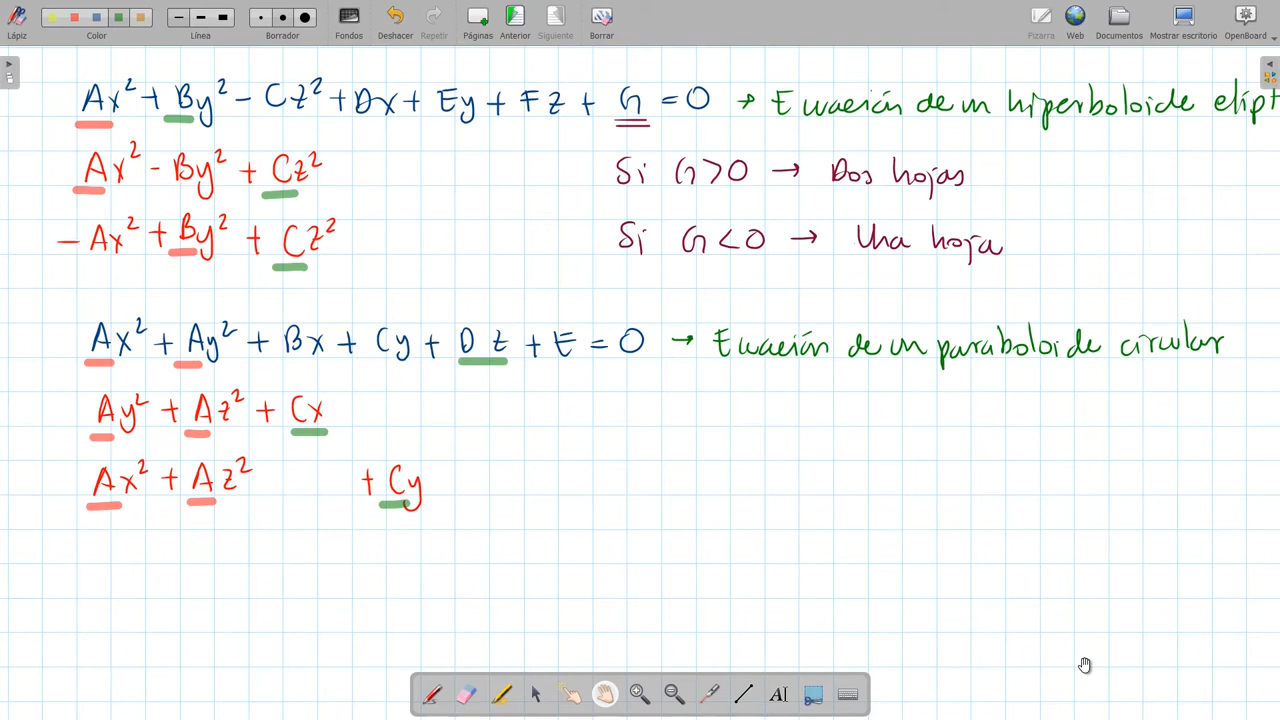 Lápiz Color Línea Borrador Fondos Deshacer Repetir Páginas Anterior Siguiente Borrar Pizarra Web Documentos Mostrar escritorio OpenBoard
Ax² + By² - Cz² + Dx + Ey + Fz + G = 0 → Ecuación de un hiperboloide elípt
Ax² - By² + Cz²
Si G > 0 → Dos hojas
- Ax² + By² + Cz²
Si G < 0 → Una hoja
Ax² + Ay² + Bx + Cy + Dz + E = 0 → Ecuación de un paraboloide circular
Ay² + Az² + Cx
Ax² + Az² + Cy
AI